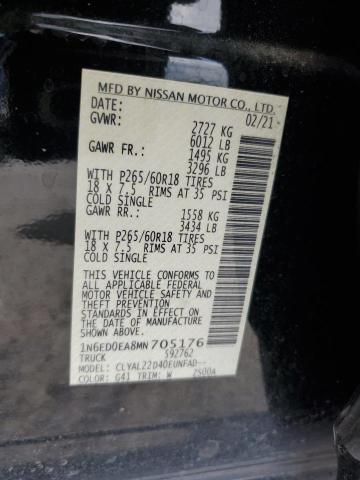 MFD BY NISSAN MOTOR CO., LTD.
DATE: 02/21
GVWR: 2727 KG
6012 LB
GAWR FR.: 1495 KG
3296 LB
WITH P265/60R18 TIRES
18 X 7.5 RIMS AT 35 PSI
COLD SINGLE
GAWR RR.: 1558 KG
3434 LB
WITH P265/60R18 TIRES
18 X 7.5 RIMS AT 35 PSI
COLD SINGLE
THIS VEHICLE CONFORMS TO
ALL APPLICABLE FEDERAL
MOTOR VEHICLE SAFETY AND
STANDARDS IN EFFECT ON
THE DATE OF MANUFACTURE
SHOWN ABOVE.
1N6ED0EA8MN705176
TRUCK 592762
MODEL: CLYAL22D40EUNFAD--
COLOR: G41 TRIM: W 2500A